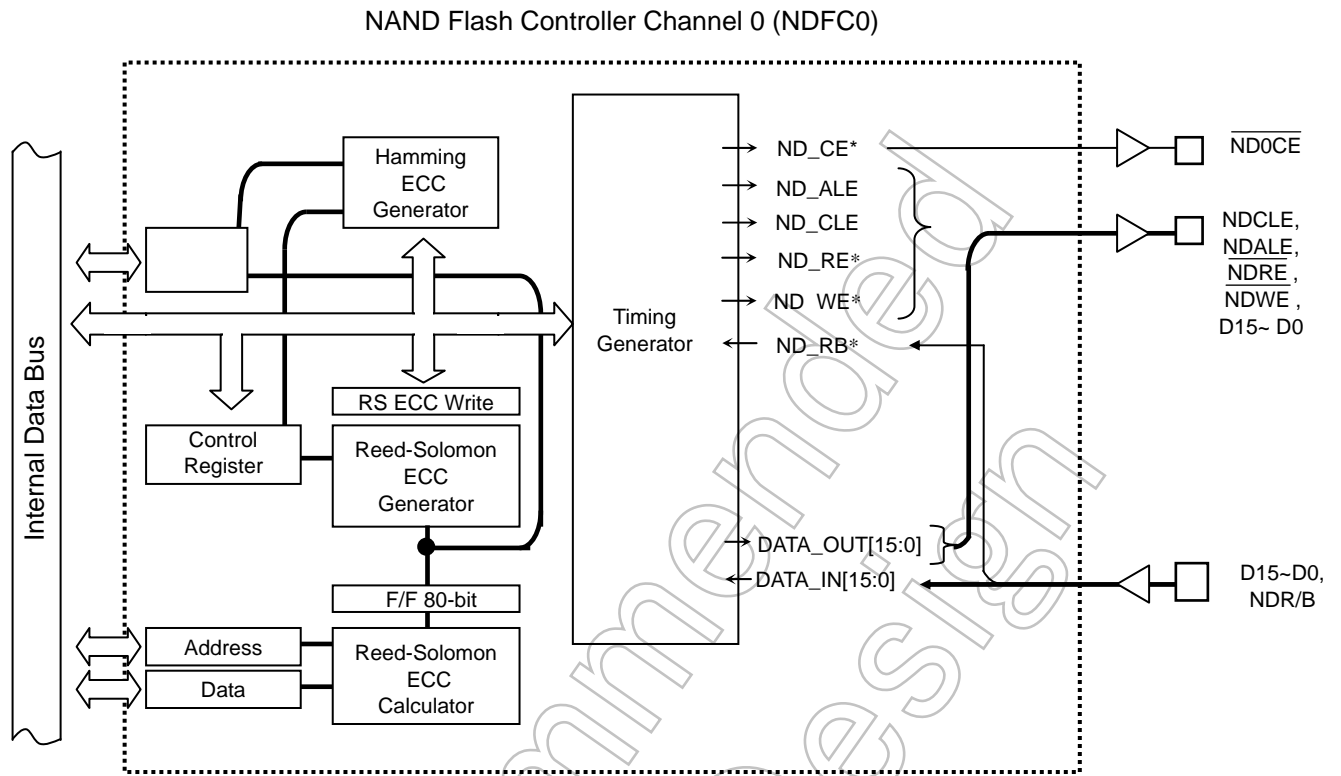 NAND Flash Controller Channel 0 (NDFC0)
Internal Data Bus
Hamming
ECC
Generator
Control
Register
RS ECC Write
Reed-Solomon
ECC
Generator
F/F 80-bit
Address
Data
Reed-Solomon
ECC
Calculator
Timing
Generator
ND_CE*
ND_ALE
ND_CLE
ND_RE*
ND WE*
ND_RB*
DATA_OUT[15:0]
DATA_IN[15:0]
ND0CE
NDCLE,
NDALE,
NDRE ,
NDWE ,
D15~ D0
D15~D0,
NDR/B
mmended
esign